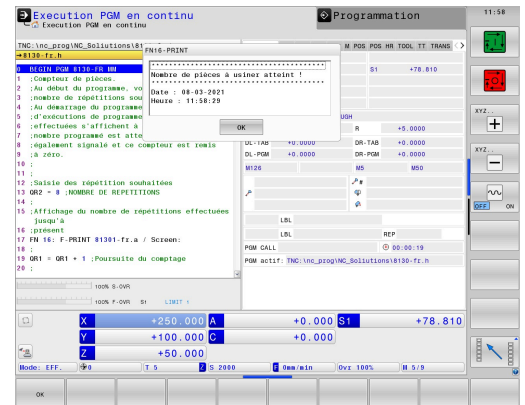 Execution PGM en continu
Execution PGM en continu
Programmation
11:58
TNC:\nc_prog\NC_Soliutions\81
→8130-fr.h
FN16-PRINT
Nombre de pièces à usiner atteint !
Date : 08-03-2021
Heure : 11:58:29
OK
M POS POS HR TOOL TT TRANS
0 BEGIN PGM 8130-FR MM
1 ;Compteur de pièces.
2 ;Au début du programme, vo
3 ;nombre de répétitions sou
4 ;Au démarrage du programme
5 ;d'exécutions de programme
6 ;effectuées s'affichent à
7 ;nombre programmé est atte
8 ;également signalé et ce compteur est remis
9 ;à zéro.
10 ;
11 ;
12 ;Saisie des répétition souhaitées
13 QR2 = 8 ;NOMBRE DE REPETITIONS
14 ;
15 ;Affichage du nombre de répétitions effectuées
jusqu'à
16 ;présent
17 FN 16: F-PRINT 81301-fr.a / Screen:
18 ;
19 QR1 = QR1 + 1 ;Poursuite du comptage
20 ;
S1 +78.810
UGH
R +5.0000
DL-TAB +0.0000 DR-TAB +0.0000
DL-PGM +0.0000 DR-PGM +0.0000
M126 M5 M50
#
LBL
LBL REP
PGM CALL 00:00:19
PGM actif: TNC:\nc_prog\NC_Soliutions\8130-fr.h
100% S-OVR
100% F-OVR S1 LIMIT 1
X +250.000 A +0.000 S1 +78.810
Y +100.000 C +0.000
Z +50.000
Mode: EFF. 0 T 5 Z S 2000 F 0mm/min Ovr 100% M 5/9
XYZ..
XYZ..
OFF ON
OK